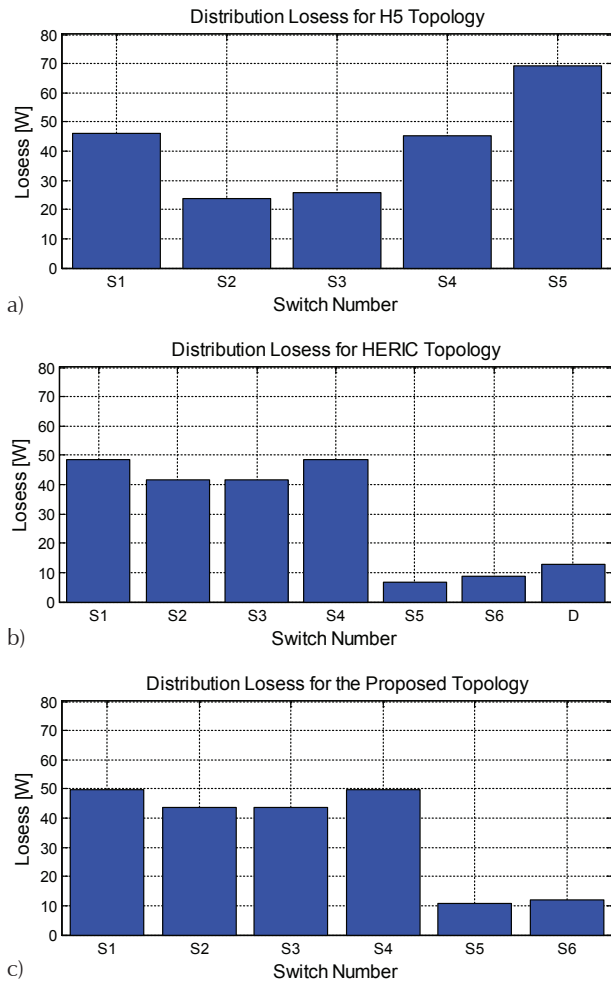 Distribution Losess for H5 Topology
80
70
60
50
40
30
20
10
0
Losess [W]
S1 S2 S3 S4 S5
Switch Number
a)
Distribution Losess for HERIC Topology
80
70
60
50
40
30
20
10
0
Losess [W]
S1 S2 S3 S4 S5 S6 D
Switch Number
b)
Distribution Losess for the Proposed Topology
80
70
60
50
40
30
20
10
0
Losess [W]
S1 S2 S3 S4 S5 S6
Switch Number
c)